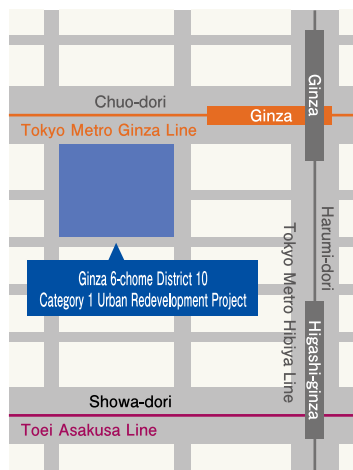 Ginza
Chuo-dori
Ginza
Tokyo Metro Ginza Line
Harumi-dori
Tokyo Metro Hibiya Line
Ginza 6-chome District 10
Category 1 Urban Redevelopment Project
Higashi-ginza
Showa-dori
Toei Asakusa Line